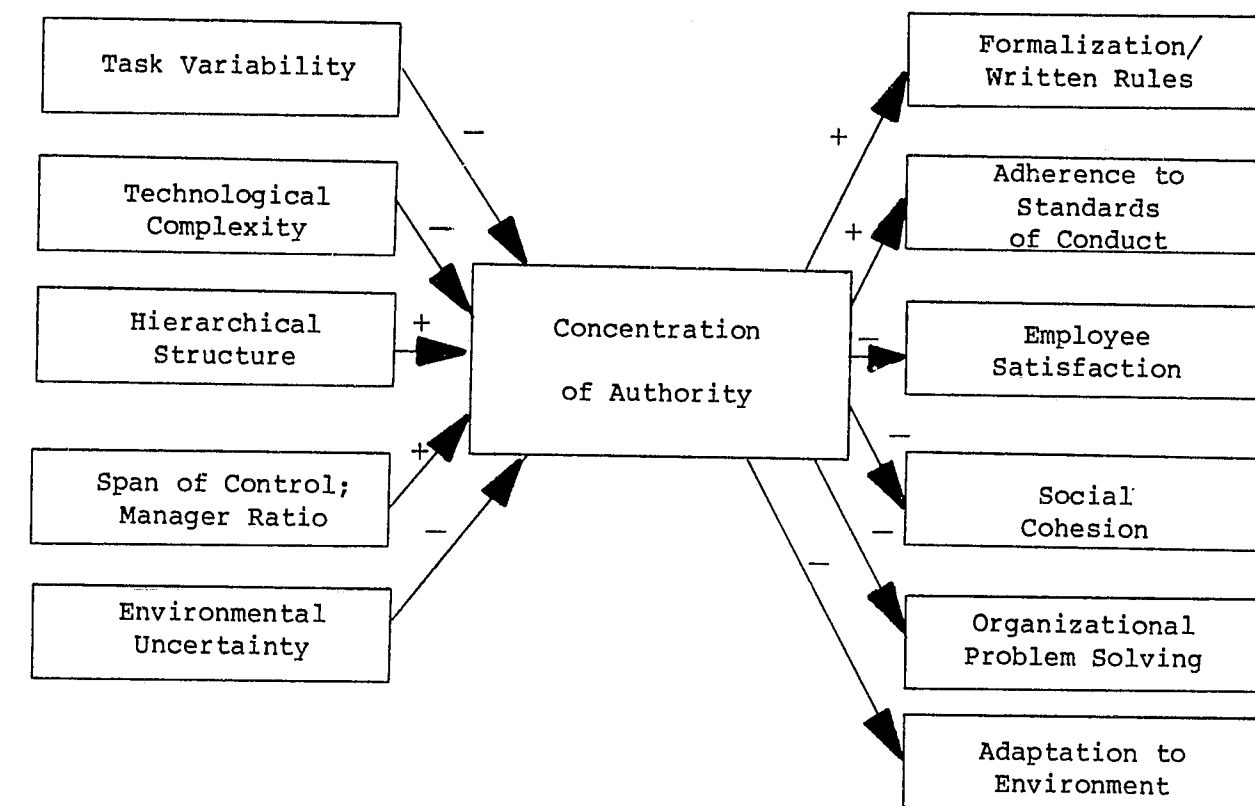 Task Variability
−
Technological
Complexity
−
Hierarchical
Structure
+
Span of Control;
Manager Ratio
+
Environmental
Uncertainty
−
Concentration
of Authority
+
Formalization/
Written Rules
+
Adherence to
Standards
of Conduct
−
Employee
Satisfaction
−
Social
Cohesion
−
Organizational
Problem Solving
−
Adaptation to
Environment